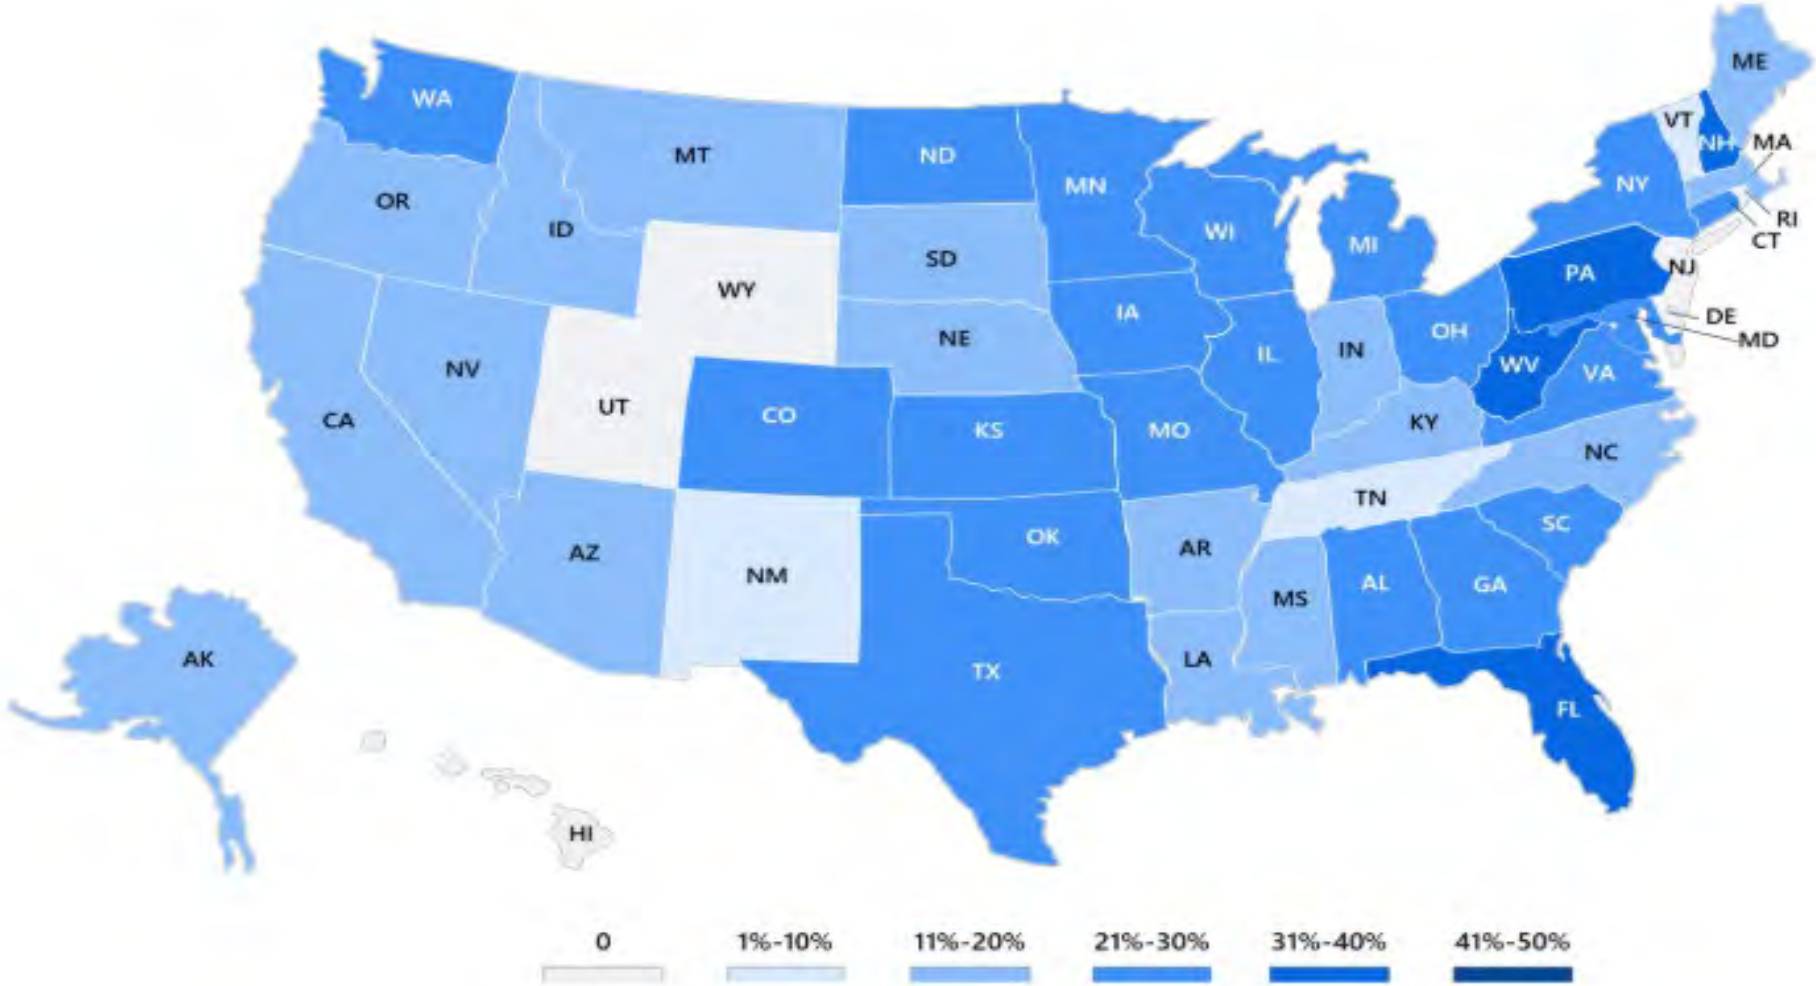 ME
WA
VT
NH
MA
MT
ND
MN
NY
OR
ID
WI
MI
RI
CT
SD
WY
PA
NJ
IA
DE
NE
OH
MD
IL
IN
WV
VA
NV
UT
CO
KS
MO
KY
CA
NC
TN
SC
OK
AR
AZ
NM
MS
AL
GA
AK
LA
TX
FL
HI
0 1%-10% 11%-20% 21%-30% 31%-40% 41%-50%